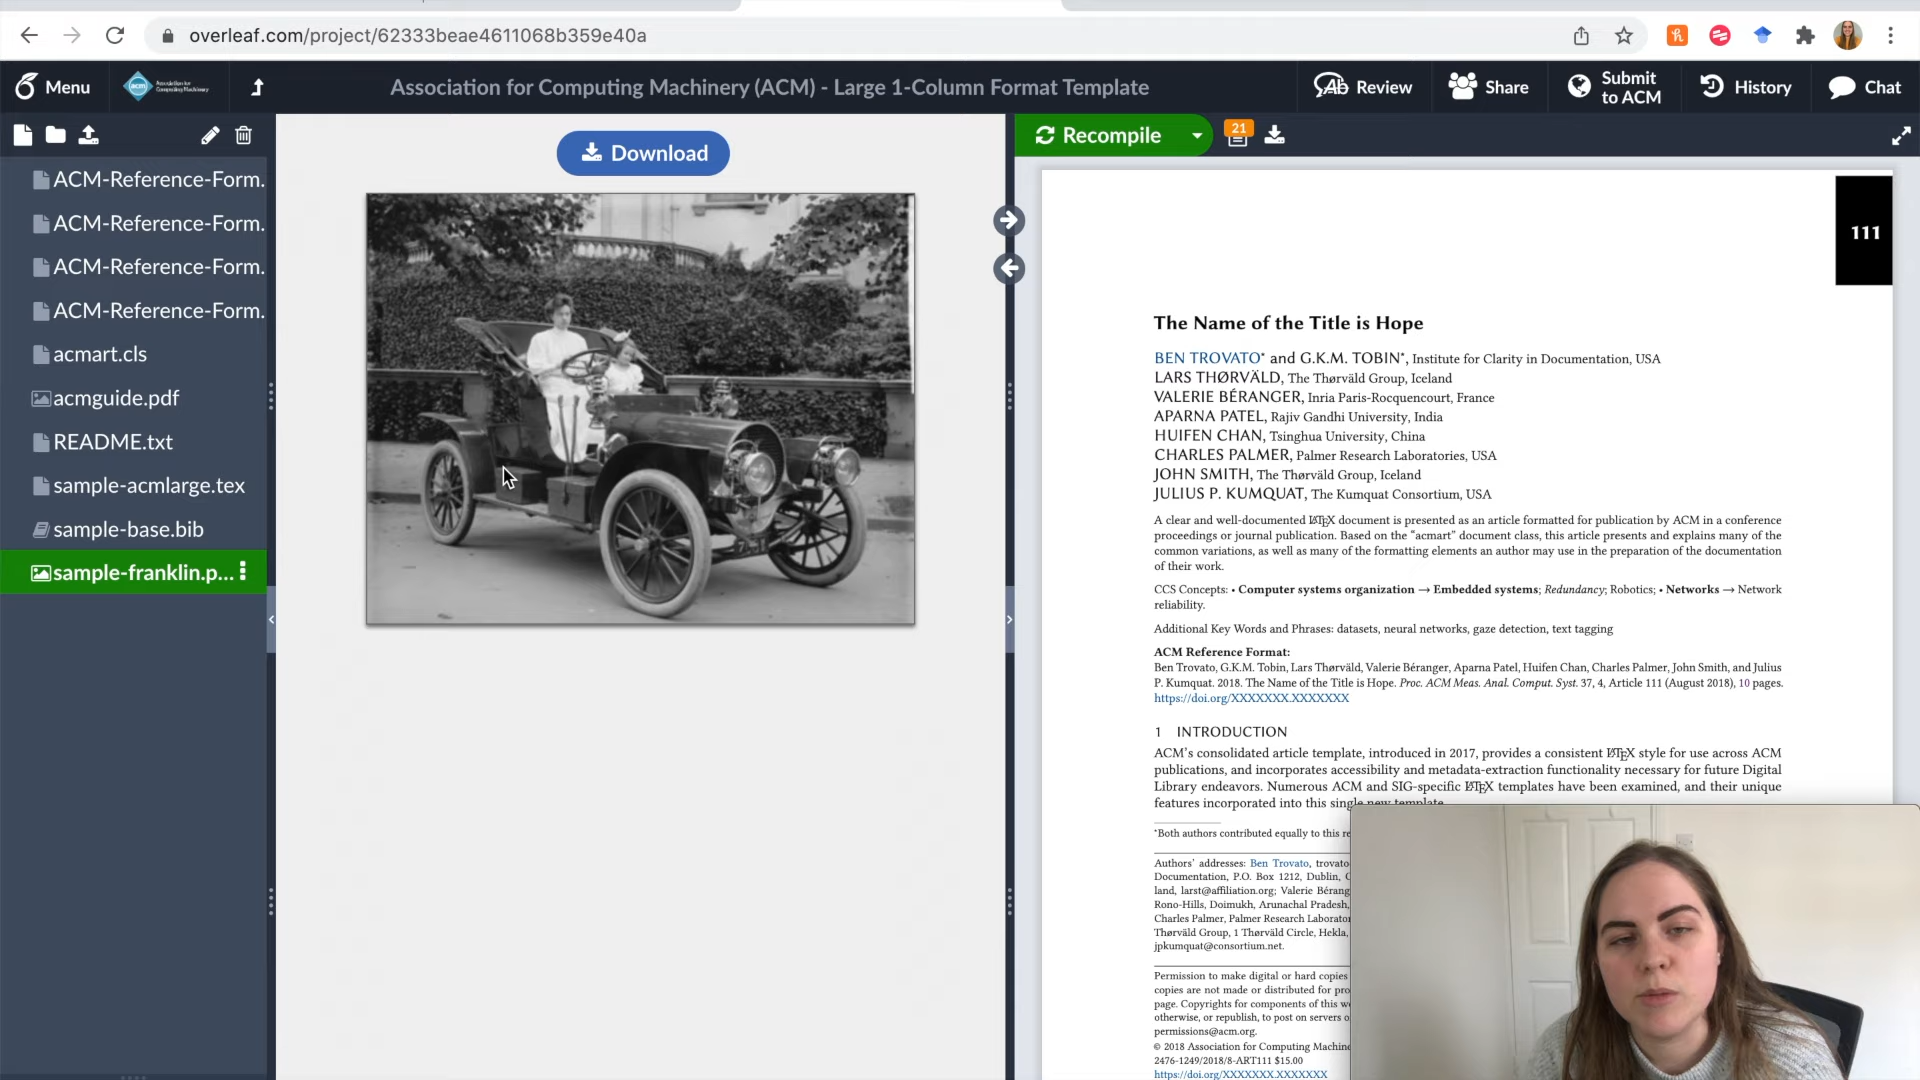 overleaf.com/project/62333beae4611068b359e40a
Menu
acm Association for Computing Machinery
Association for Computing Machinery (ACM) - Large 1-Column Format Template
Review
Share
Submit
to ACM
History
Chat
ACM-Reference-Form.
ACM-Reference-Form.
ACM-Reference-Form.
ACM-Reference-Form.
acmart.cls
acmguide.pdf
README.txt
sample-acmlarge.tex
sample-base.bib
sample-franklin.p...
Download
Recompile
21
111
The Name of the Title is Hope
BEN TROVATO* and G.K.M. TOBIN*, Institute for Clarity in Documentation, USA
LARS THØRVÄLD, The Thørväld Group, Iceland
VALERIE BÉRANGER, Inria Paris-Rocquencourt, France
APARNA PATEL, Rajiv Gandhi University, India
HUIFEN CHAN, Tsinghua University, China
CHARLES PALMER, Palmer Research Laboratories, USA
JOHN SMITH, The Thørväld Group, Iceland
JULIUS P. KUMQUAT, The Kumquat Consortium, USA
A clear and well-documented LATEX document is presented as an article formatted for publication by ACM in a conference
proceedings or journal publication. Based on the “acmart” document class, this article presents and explains many of the
common variations, as well as many of the formatting elements an author may use in the preparation of the documentation
of their work.
CCS Concepts: • Computer systems organization → Embedded systems; Redundancy; Robotics; • Networks → Network
reliability.
Additional Key Words and Phrases: datasets, neural networks, gaze detection, text tagging
ACM Reference Format:
Ben Trovato, G.K.M. Tobin, Lars Thørväld, Valerie Béranger, Aparna Patel, Huifen Chan, Charles Palmer, John Smith, and Julius
P. Kumquat. 2018. The Name of the Title is Hope. Proc. ACM Meas. Anal. Comput. Syst. 37, 4, Article 111 (August 2018), 10 pages.
https://doi.org/XXXXXXX.XXXXXXX
1 INTRODUCTION
ACM's consolidated article template, introduced in 2017, provides a consistent LATEX style for use across ACM
publications, and incorporates accessibility and metadata-extraction functionality necessary for future Digital
Library endeavors. Numerous ACM and SIG-specific LATEX templates have been examined, and their unique
features incorporated into this single new template.
*Both authors contributed equally to this re
Authors' addresses: Ben Trovato, trovato
Documentation, P.O. Box 1212, Dublin,
land, larst@affiliation.org; Valerie Bérang
Rono-Hills, Doimukh, Arunachal Pradesh,
Charles Palmer, Palmer Research Laborator
Thørväld Group, 1 Thørväld Circle, Hekla,
jpkumquat@consortium.net.
Permission to make digital or hard copies
copies are not made or distributed for pro
page. Copyrights for components of this w
otherwise, or republish, to post on servers o
permissions@acm.org.
© 2018 Association for Computing Machine
2476-1249/2018/8-ART111 $15.00
https://doi.org/XXXXXXX.XXXXXXX